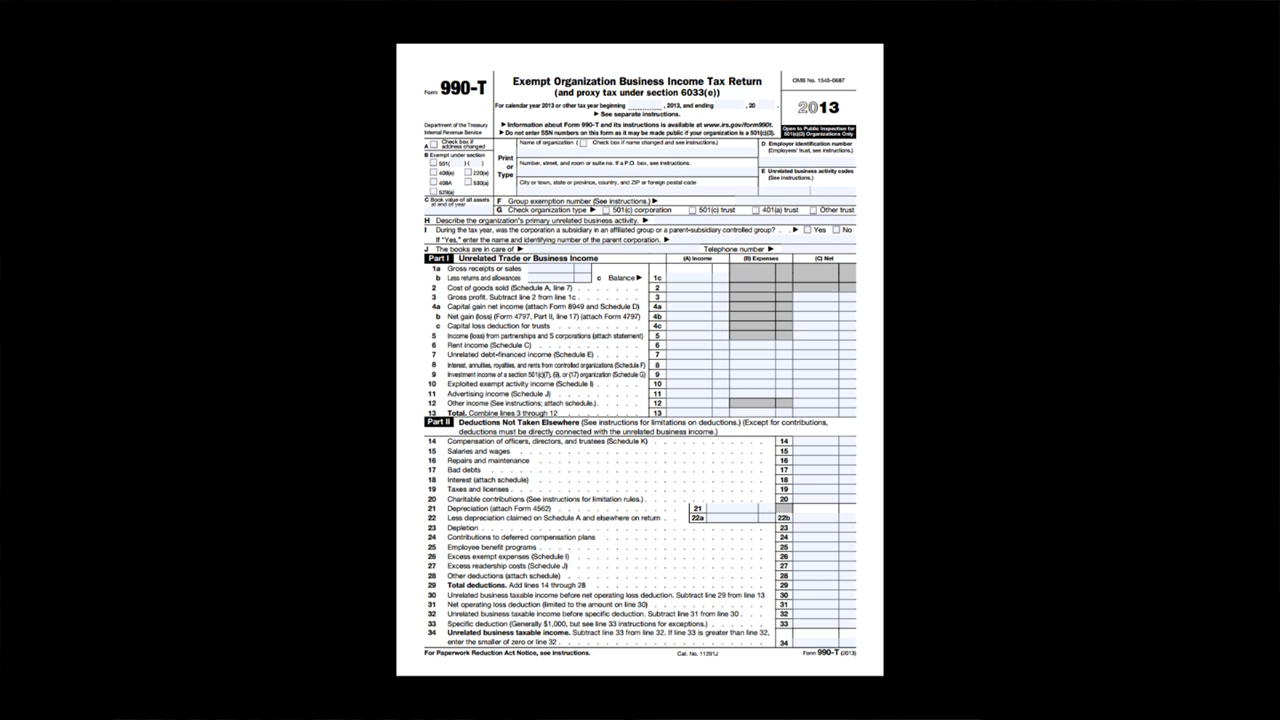 Form 990-T
Exempt Organization Business Income Tax Return
(and proxy tax under section 6033(e))
OMB No. 1545-0687
2013
For calendar year 2013 or other tax year beginning , 2013, and ending , 20 .
▶ See separate instructions.
Department of the Treasury
Internal Revenue Service
▶ Information about Form 990-T and its instructions is available at www.irs.gov/form990t.
▶ Do not enter SSN numbers on this form as it may be made public if your organization is a 501(c)(3).
Open to Public Inspection for
501(c)(3) Organizations Only
A Check box if
address changed
B Exempt under section
501( )( )
408(e) 220(e)
408A 530(a)
529(a)
Print
or
Type
Name of organization ( Check box if name changed and see instructions.)
Number, street, and room or suite no. If a P.O. box, see instructions.
City or town, state or province, country, and ZIP or foreign postal code
D Employer identification number
(Employees' trust, see instructions.)
E Unrelated business activity codes
(See instructions.)
C Book value of all assets
at end of year
F Group exemption number (See instructions.) ▶
G Check organization type ▶ 501(c) corporation 501(c) trust 401(a) trust Other trust
H Describe the organization's primary unrelated business activity. ▶
I During the tax year, was the corporation a subsidiary in an affiliated group or a parent-subsidiary controlled group? . . ▶ Yes No
If "Yes," enter the name and identifying number of the parent corporation. ▶
J The books are in care of ▶ Telephone number ▶
Part I Unrelated Trade or Business Income (A) Income (B) Expenses (C) Net
1a Gross receipts or sales
b Less returns and allowances c Balance ▶ 1c
2 Cost of goods sold (Schedule A, line 7) 2
3 Gross profit. Subtract line 2 from line 1c 3
4a Capital gain net income (attach Form 8949 and Schedule D) 4a
b Net gain (loss) (Form 4797, Part II, line 17) (attach Form 4797) 4b
c Capital loss deduction for trusts 4c
5 Income (loss) from partnerships and S corporations (attach statement) 5
6 Rent income (Schedule C) 6
7 Unrelated debt-financed income (Schedule E) 7
8 Interest, annuities, royalties, and rents from controlled organizations (Schedule F) 8
9 Investment income of a section 501(c)(7), (9), or (17) organization (Schedule G) 9
10 Exploited exempt activity income (Schedule I) 10
11 Advertising income (Schedule J) 11
12 Other income (See instructions; attach schedule.) 12
13 Total. Combine lines 3 through 12 13
Part II Deductions Not Taken Elsewhere (See instructions for limitations on deductions.) (Except for contributions,
deductions must be directly connected with the unrelated business income.)
14 Compensation of officers, directors, and trustees (Schedule K) 14
15 Salaries and wages 15
16 Repairs and maintenance 16
17 Bad debts 17
18 Interest (attach schedule) 18
19 Taxes and licenses 19
20 Charitable contributions (See instructions for limitation rules.) 20
21 Depreciation (attach Form 4562) 21
22 Less depreciation claimed on Schedule A and elsewhere on return 22a 22b
23 Depletion 23
24 Contributions to deferred compensation plans 24
25 Employee benefit programs 25
26 Excess exempt expenses (Schedule I) 26
27 Excess readership costs (Schedule J) 27
28 Other deductions (attach schedule) 28
29 Total deductions. Add lines 14 through 28 29
30 Unrelated business taxable income before net operating loss deduction. Subtract line 29 from line 13 30
31 Net operating loss deduction (limited to the amount on line 30) 31
32 Unrelated business taxable income before specific deduction. Subtract line 31 from line 30 32
33 Specific deduction (Generally $1,000, but see line 33 instructions for exceptions.) 33
34 Unrelated business taxable income. Subtract line 33 from line 32. If line 33 is greater than line 32,
enter the smaller of zero or line 32 34
For Paperwork Reduction Act Notice, see instructions. Cat. No. 11291J Form 990-T (2013)